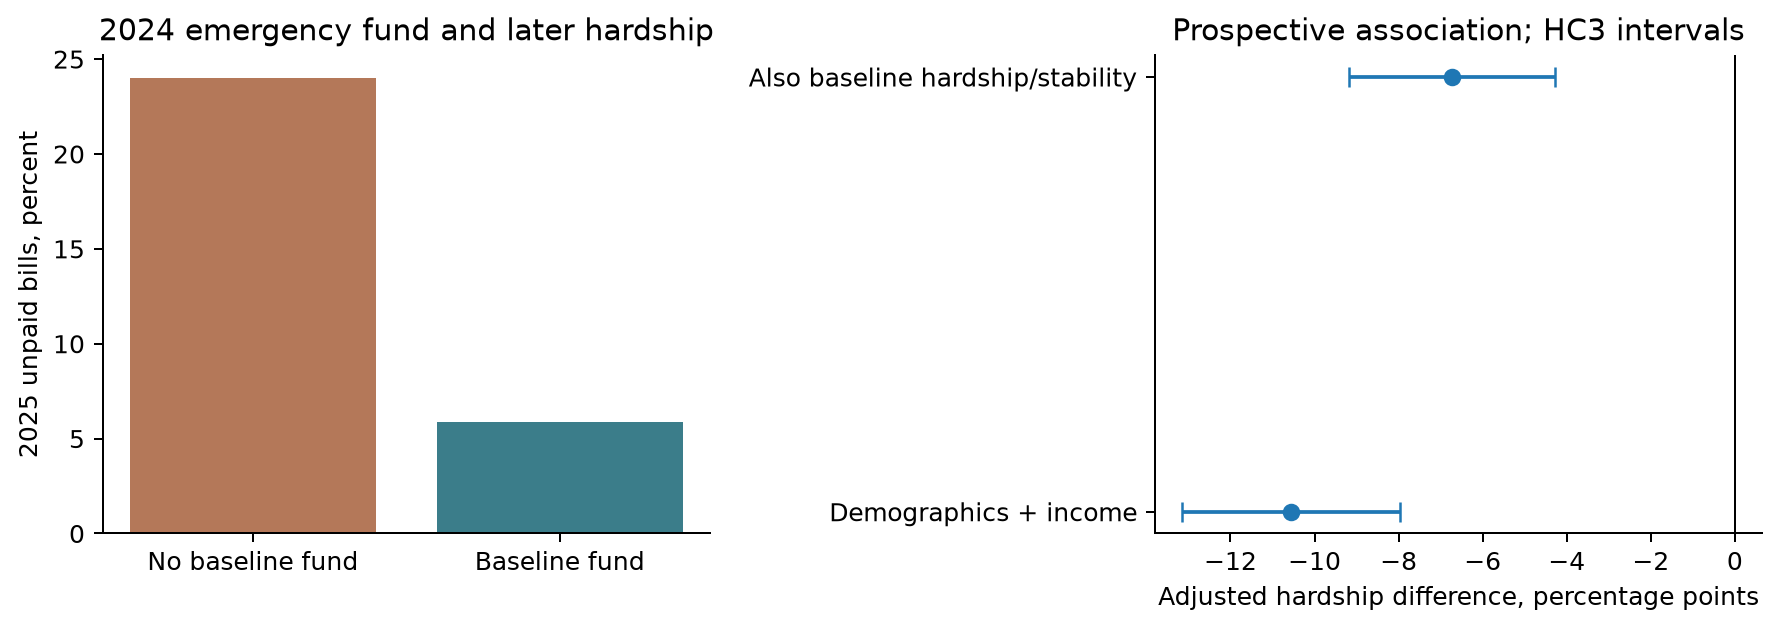 2024 emergency fund and later hardship
2025 unpaid bills, percent
25
20
15
10
5
0
No baseline fund
Baseline fund
Prospective association; HC3 intervals
Also baseline hardship/stability
Demographics + income
−12
−10
−8
−6
−4
−2
0
Adjusted hardship difference, percentage points